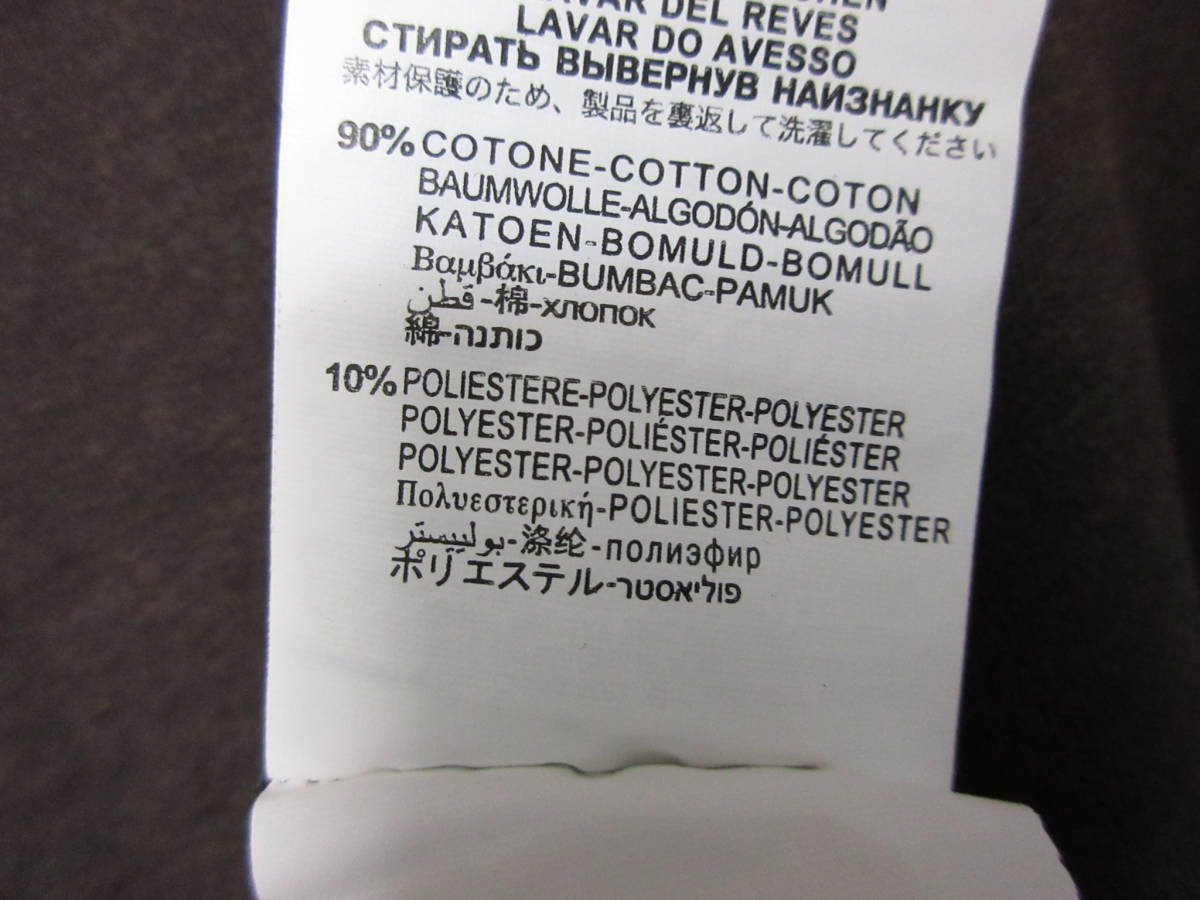 LAVAR DEL REVES
LAVAR DO AVESSO
СТИРАТЬ ВЫВЕРНУВ НАИЗНАНКУ
素材保護のため、製品を裏返して洗濯してください
90% COTONE-COTTON-COTON
BAUMWOLLE-ALGODÓN-ALGODÃO
KATOEN-BOMULD-BOMULL
Βαμβάκι-BUMBAC-PAMUK
قطن-棉-хлопок
綿-כותנה
10% POLIESTERE-POLYESTER-POLYESTER
POLYESTER-POLIÉSTER-POLIÉSTER
POLYESTER-POLYESTER-POLYESTER
Πολυεστερική-POLIESTER-POLYESTER
بولييستر-涤纶-полиэфир
ポリエステル-פוליאסטר